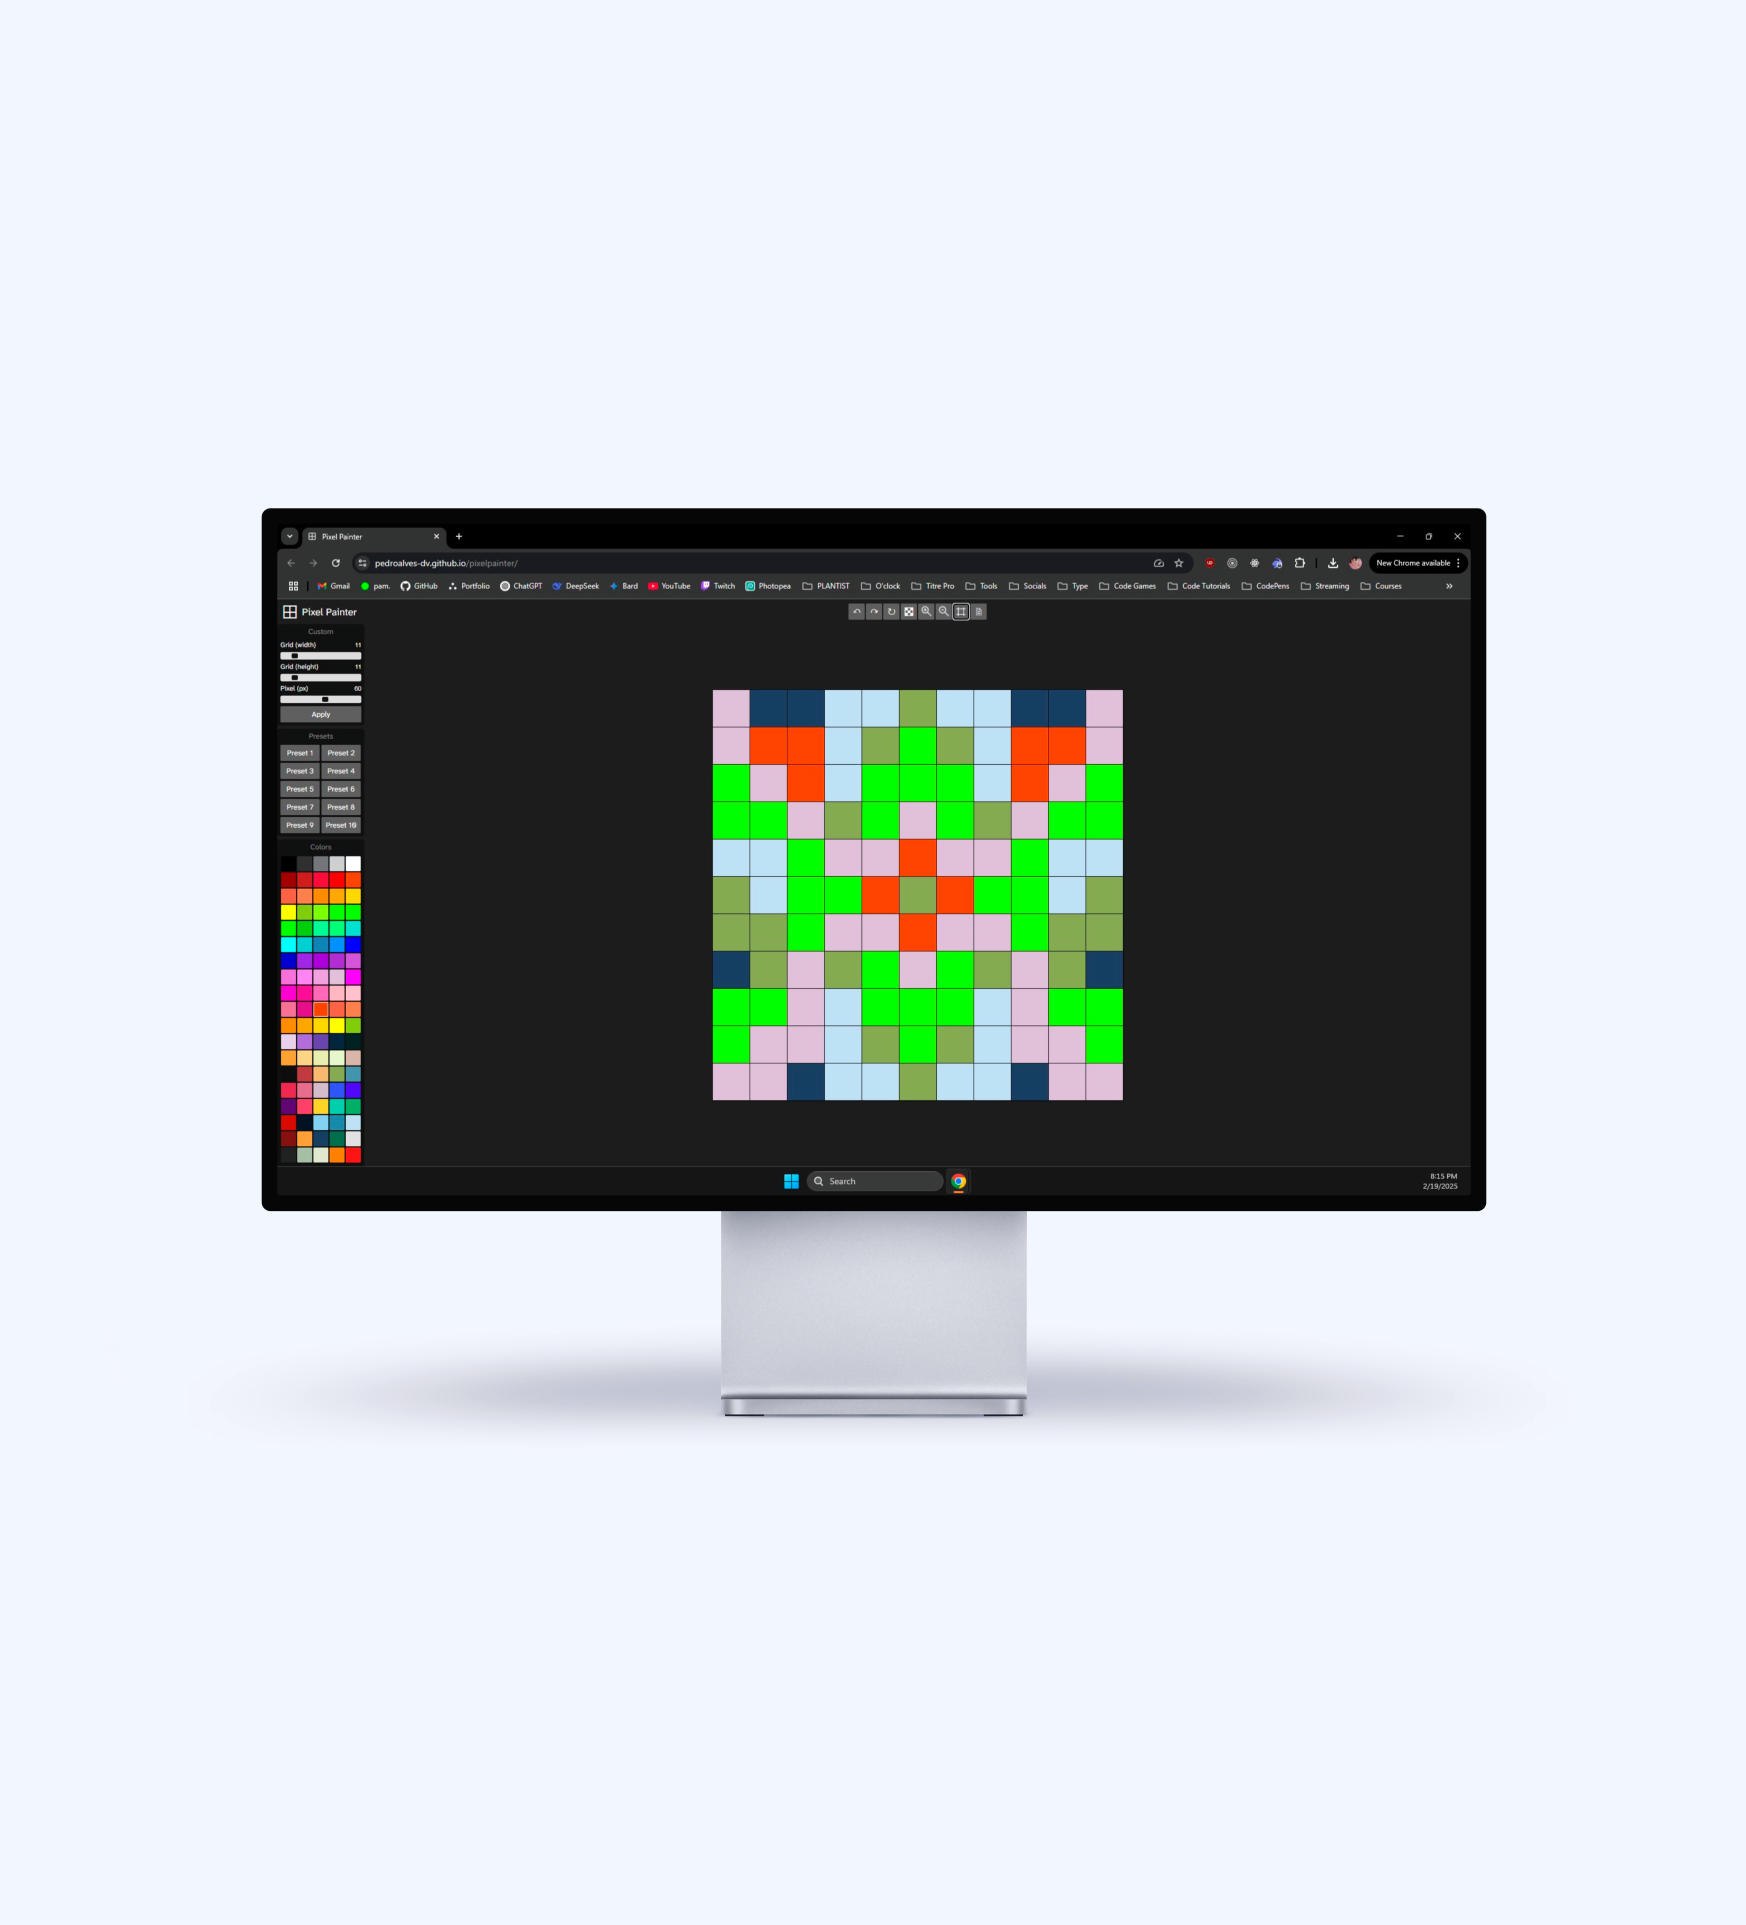 Pixel Painter
pedroalves-dv.github.io/pixelpainter/
New Chrome available
Gmail pam. GitHub Portfolio ChatGPT DeepSeek Bard YouTube Twitch Photopea PLANTIST O'clock Titre Pro Tools Socials Type Code Games Code Tutorials CodePens Streaming Courses
Pixel Painter
Custom
Grid (width) 11
Grid (height) 11
Pixel (px) 60
Apply
Presets
Preset 1 Preset 2
Preset 3 Preset 4
Preset 5 Preset 6
Preset 7 Preset 8
Preset 9 Preset 10
Colors
Search
8:15 PM
2/19/2025